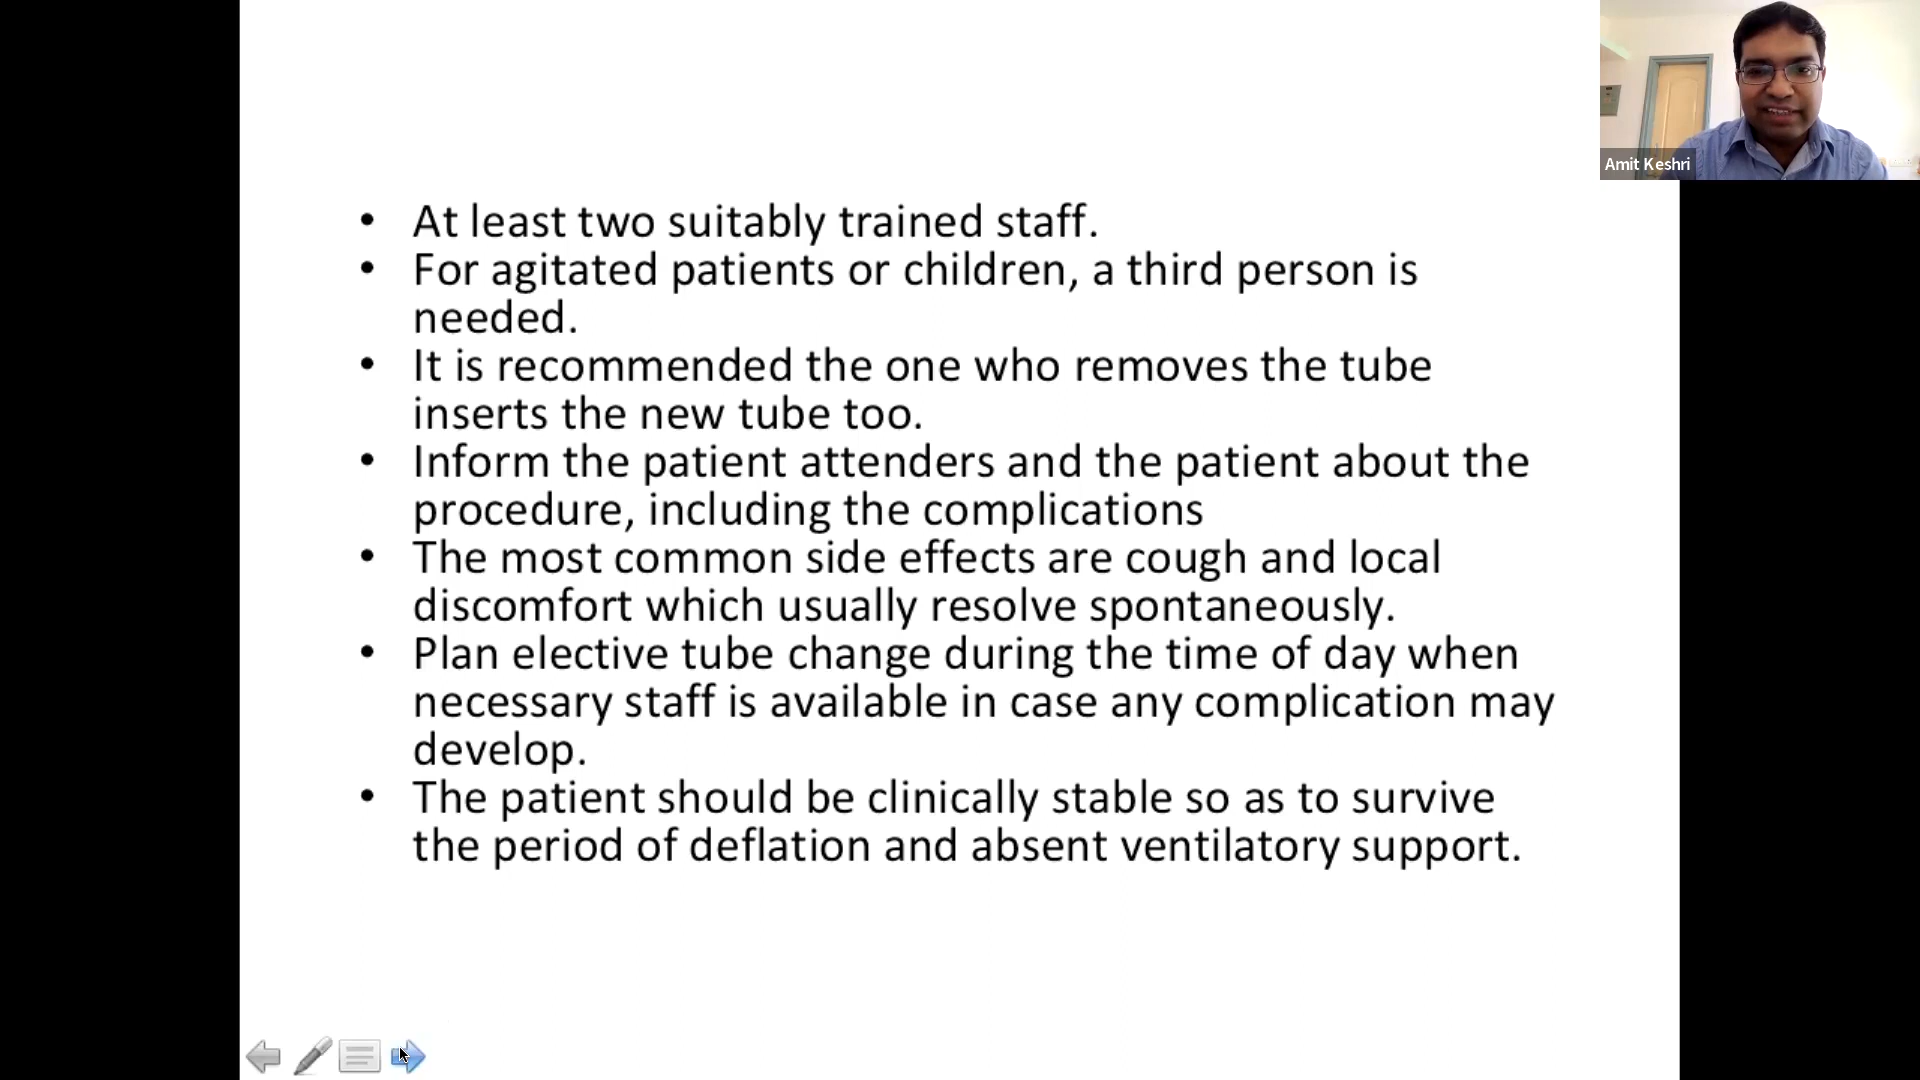 • At least two suitably trained staff.
• For agitated patients or children, a third person is
needed.
• It is recommended the one who removes the tube
inserts the new tube too.
• Inform the patient attenders and the patient about the
procedure, including the complications
• The most common side effects are cough and local
discomfort which usually resolve spontaneously.
• Plan elective tube change during the time of day when
necessary staff is available in case any complication may
develop.
• The patient should be clinically stable so as to survive
the period of deflation and absent ventilatory support.
Amit Keshri